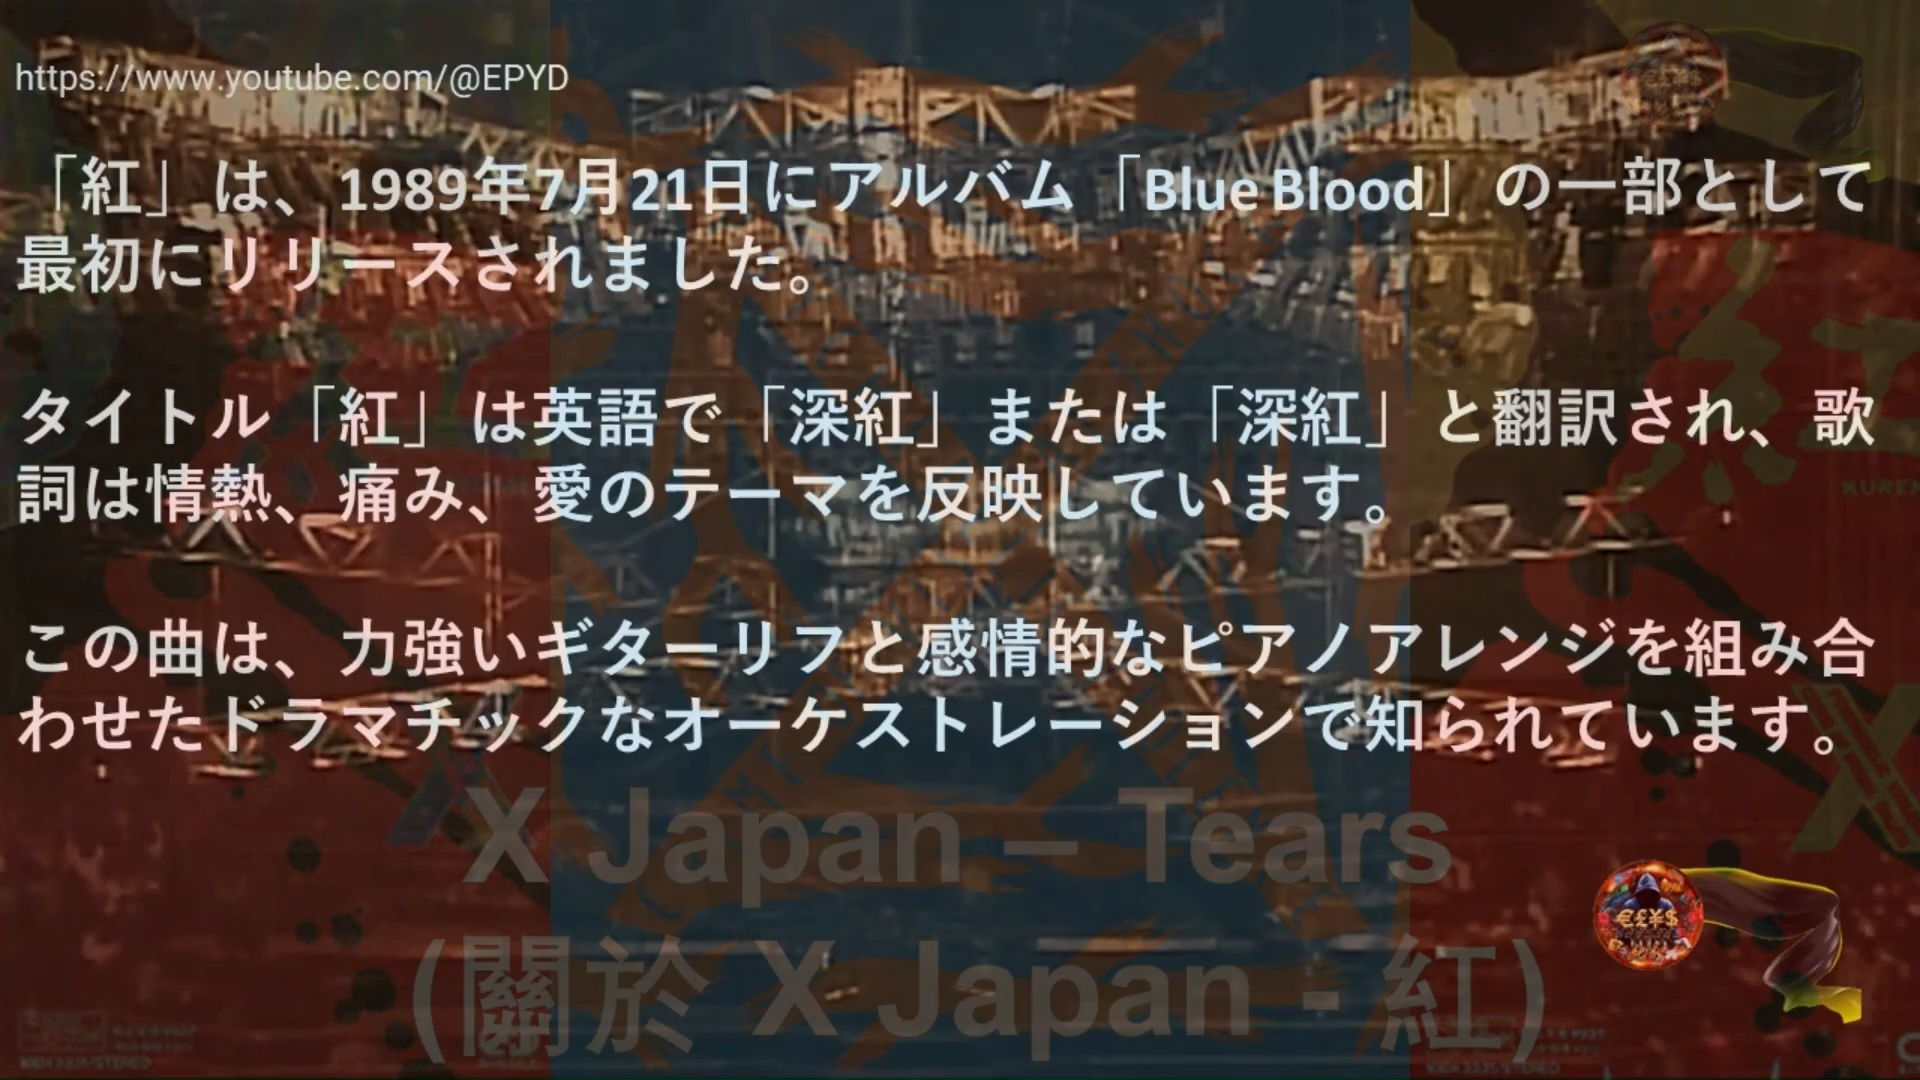 https://www.youtube.com/@EPYD
「紅」は、1989年7月21日にアルバム「Blue Blood」の一部として
最初にリリースされました。
タイトル「紅」は英語で「深紅」または「深紅」と翻訳され、歌
詞は情熱、痛み、愛のテーマを反映しています。
この曲は、力強いギターリフと感情的なピアノアレンジを組み合
わせたドラマチックなオーケストレーションで知られています。
X Japan – Tears
(關於 X Japan - 紅)